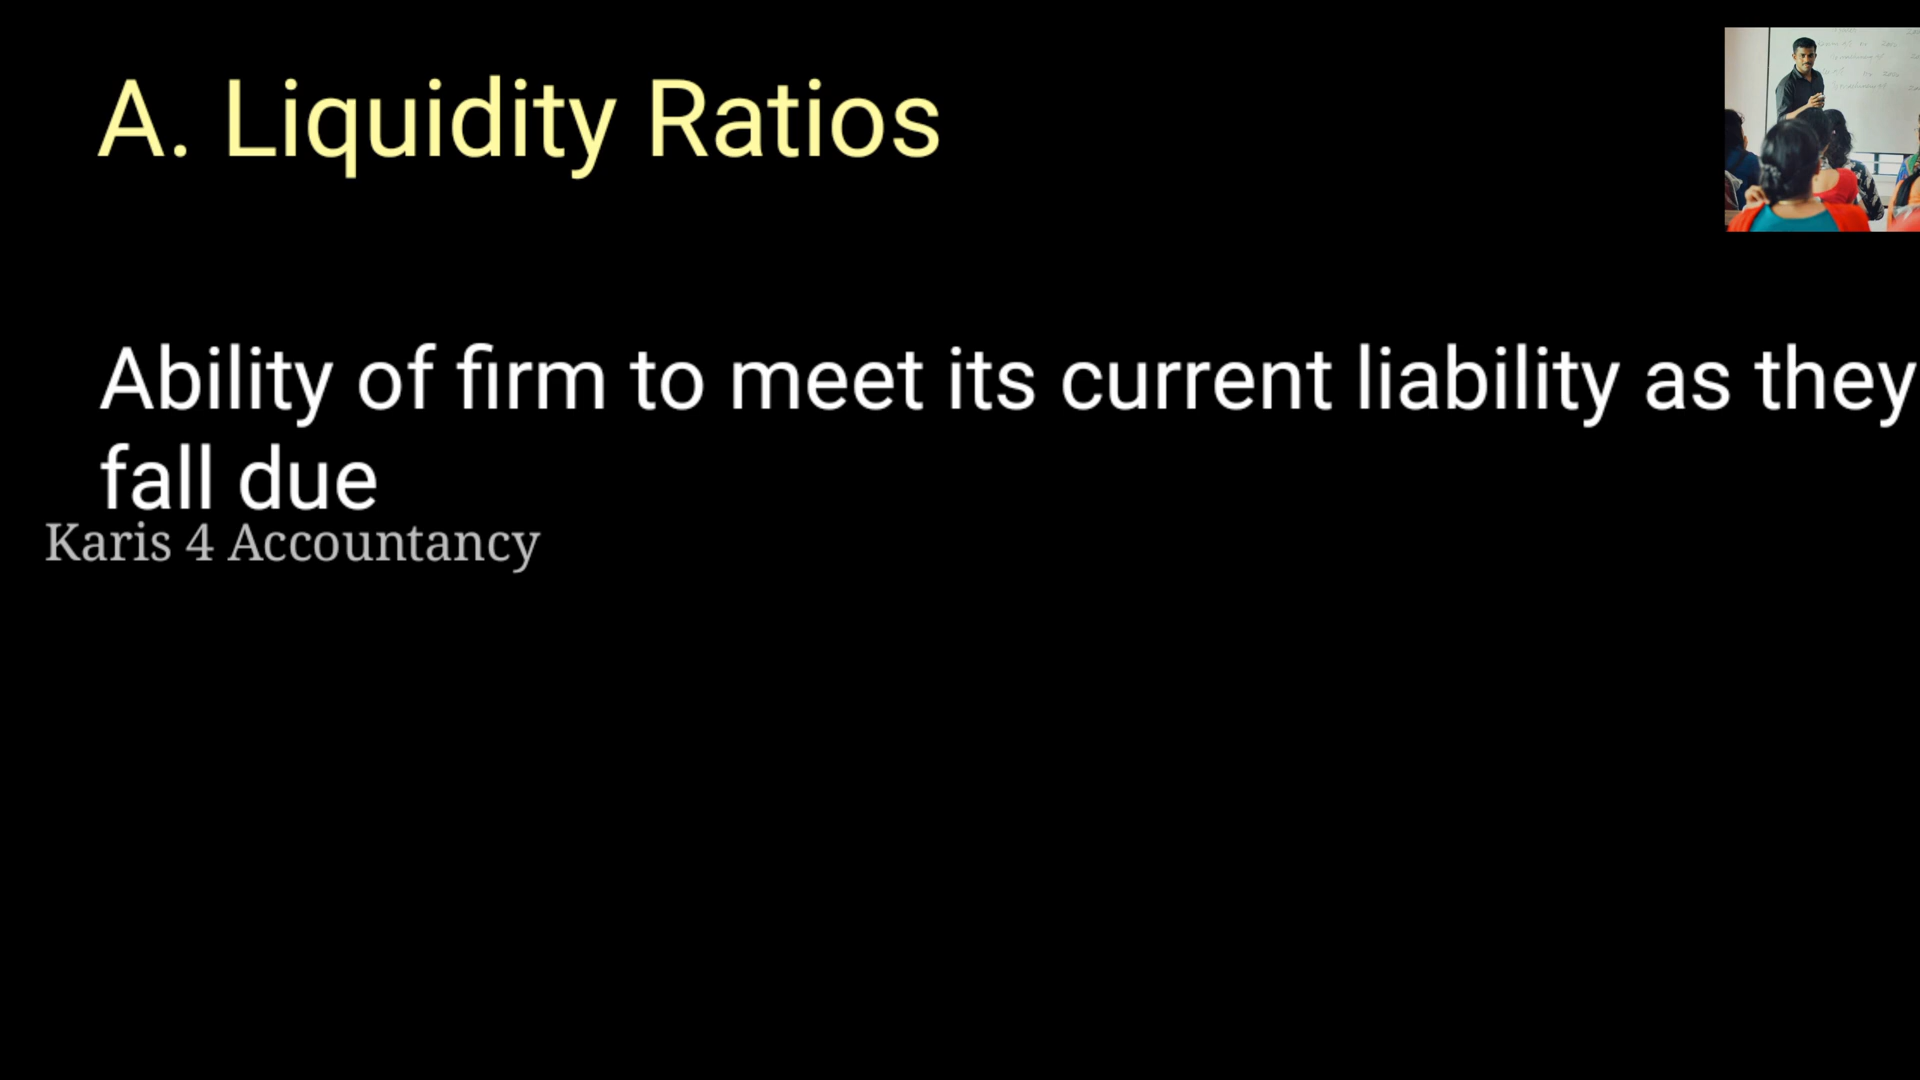 A. Liquidity Ratios
Ability of firm to meet its current liability as they
fall due
Karis 4 Accountancy